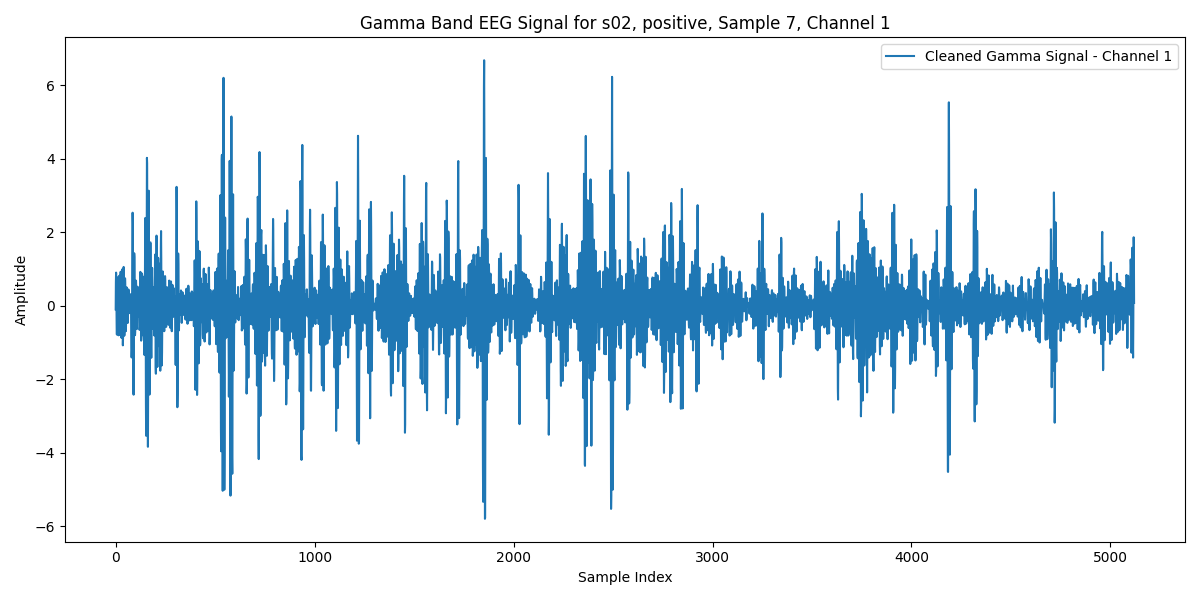 Gamma Band EEG Signal for s02, positive, Sample 7, Channel 1
Cleaned Gamma Signal - Channel 1
6
4
2
0
−2
−4
−6
Amplitude
0 1000 2000 3000 4000 5000
Sample Index